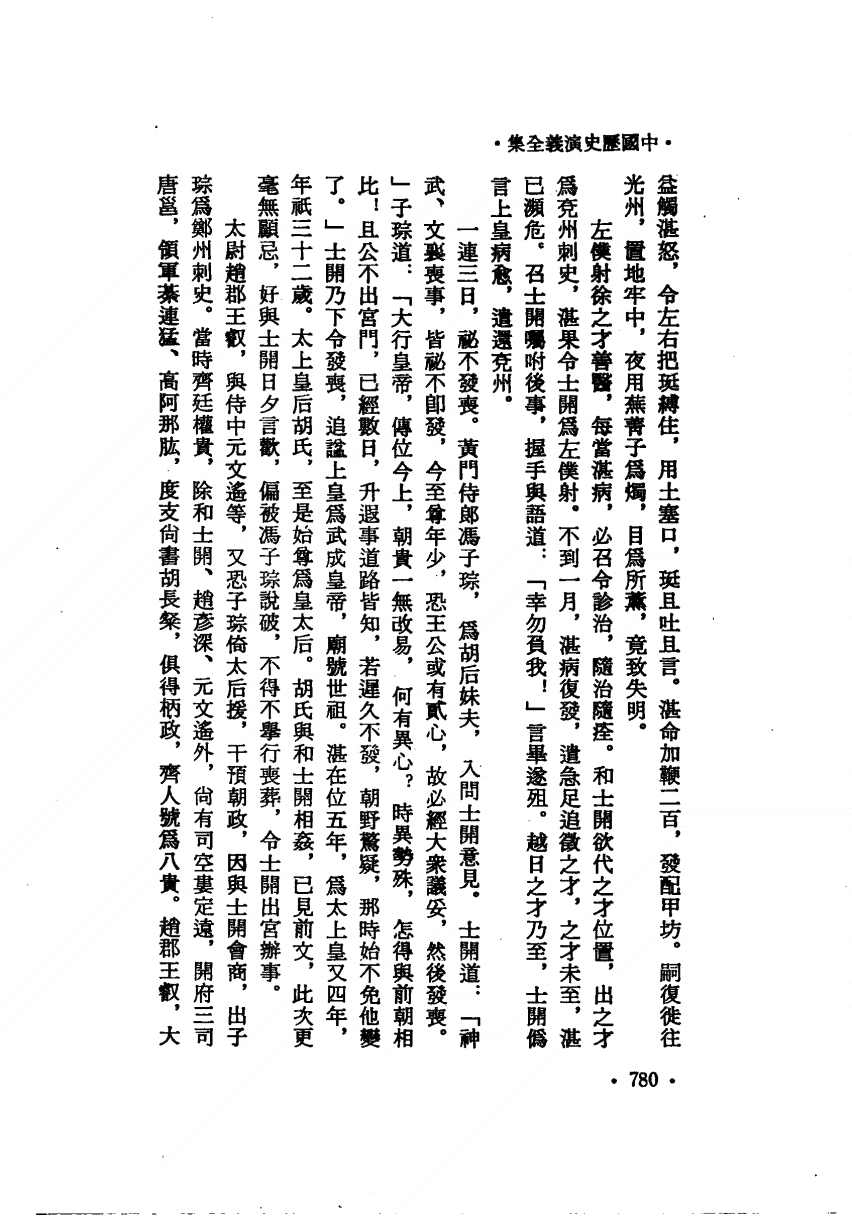 •中國歷史演義全集•
益觸湛怒，令左右把珽縛住，用土塞口，珽且吐且言。湛命加鞭二百，發配甲坊。嗣復徙往
光州，置地牢中，夜用蕪菁子爲燭，目爲所薰，竟致失明。
左僕射徐之才善醫，每當湛病，必召令診治，隨治隨痊。和士開欲代之才位置，出之才
爲兗州刺史，湛果令士開爲左僕射。不到一月，湛病復發，遣急足追徵之才，之才未至，湛
已瀕危。召士開囑咐後事，握手與語道：「幸勿負我！」言畢遂殂。越日之才乃至，士開僞
言上皇病愈，遣還兗州。
一連三日，祕不發喪。黃門侍郎馮子琮，爲胡后妹夫，入問士開意見。士開道：「神
武、文襄喪事，皆祕不卽發，今至尊年少，恐王公或有貳心，故必經大衆議妥，然後發喪。
」子琮道：「大行皇帝，傳位今上，朝貴一無改易，何有異心？時異勢殊，怎得與前朝相
比！且公不出宮門，已經數日，升遐事道路皆知，若遲久不發，朝野驚疑，那時始不免他變
了。」士開乃下令發喪，追諡上皇爲武成皇帝，廟號世祖。湛在位五年，爲太上皇又四年，
年祇三十二歲。太上皇后胡氏，至是始尊爲皇太后。胡氏與和士開相姦，已見前文，此次更
毫無顧忌，好與士開日夕言歡，偏被馮子琮說破，不得不舉行喪葬，令士開出宮辦事。
太尉趙郡王叡，與侍中元文遙等，又恐子琮倚太后援，干預朝政，因與士開會商，出子
琮爲鄭州刺史。當時齊廷權貴，除和士開、趙彥深、元文遙外，尙有司空婁定遠，開府三司
唐邕，領軍綦連猛、高阿那肱，度支尙書胡長粲，俱得柄政，齊人號爲八貴。趙郡王叡，大
•780•